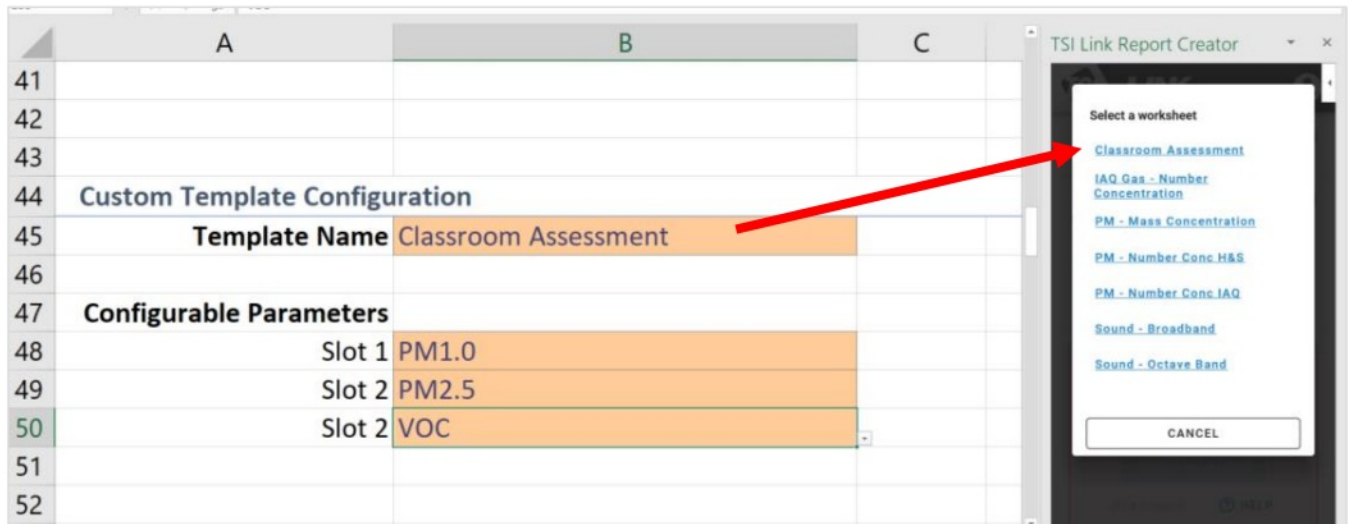 A B C
TSI Link Report Creator
41
42
43
44 Custom Template Configuration
45 Template Name Classroom Assessment
46
47 Configurable Parameters
48 Slot 1 PM1.0
49 Slot 2 PM2.5
50 Slot 2 VOC
51
52
Select a worksheet
Classroom Assessment
IAQ Gas - Number
Concentration
PM - Mass Concentration
PM - Number Conc H&S
PM - Number Conc IAQ
Sound - Broadband
Sound - Octave Band
CANCEL
HELP